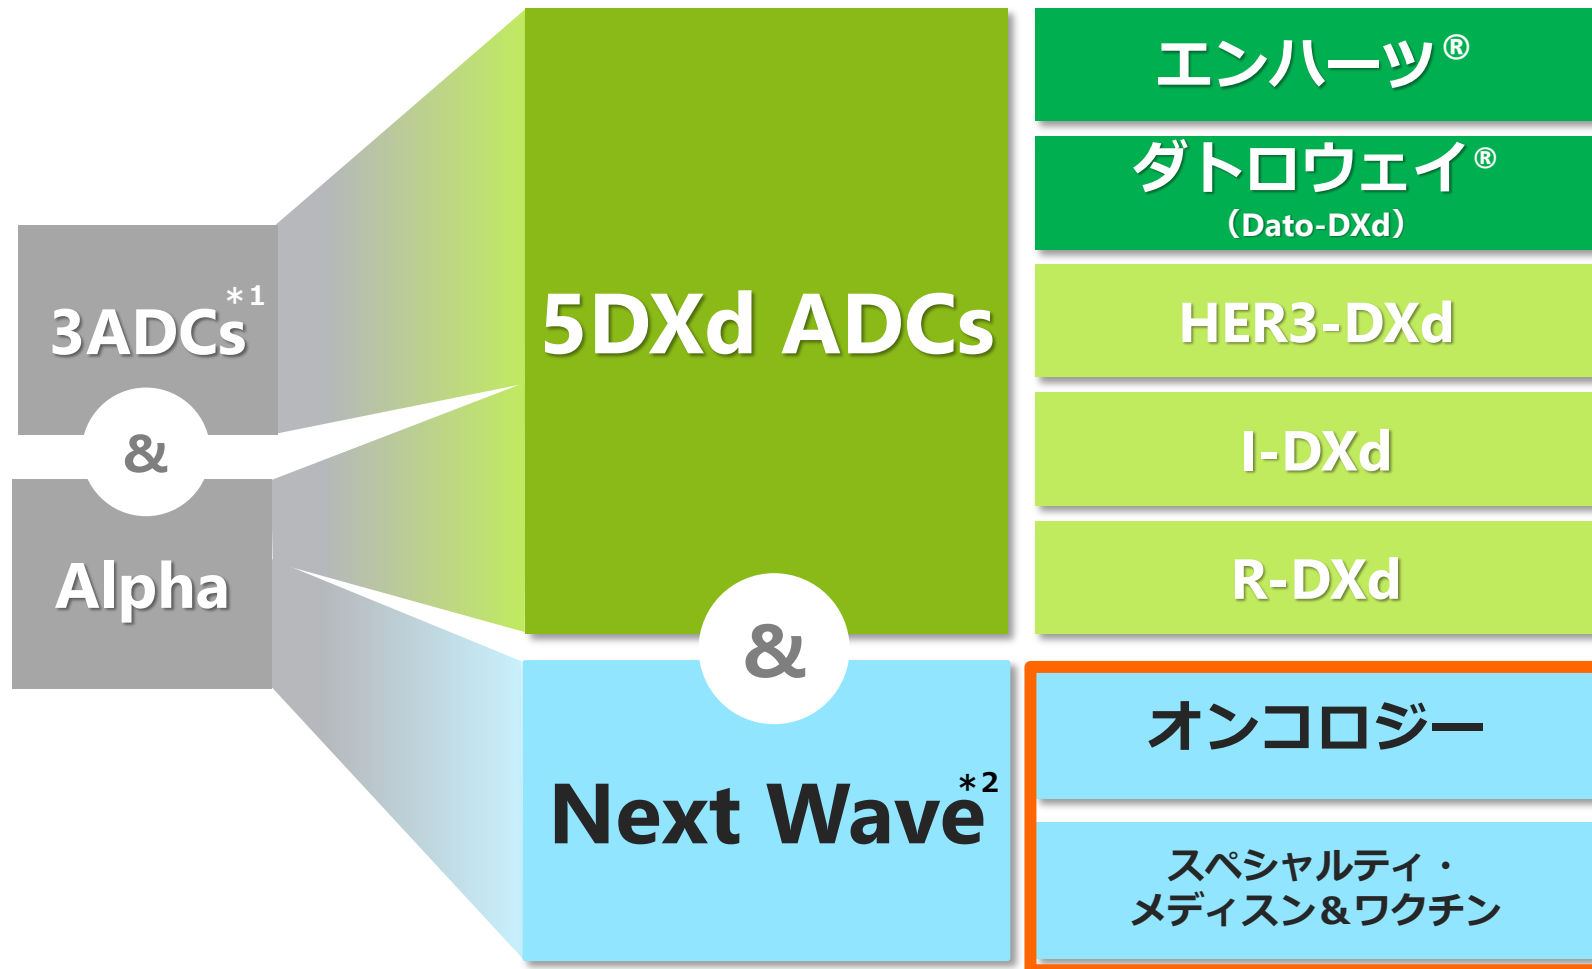 3ADCs＊1
&
Alpha
5DXd ADCs
&
Next Wave＊2
エンハーツ®
ダトロウェイ®
（Dato-DXd）
HER3-DXd
I-DXd
R-DXd
オンコロジー
スペシャルティ・
メディスン＆ワクチン